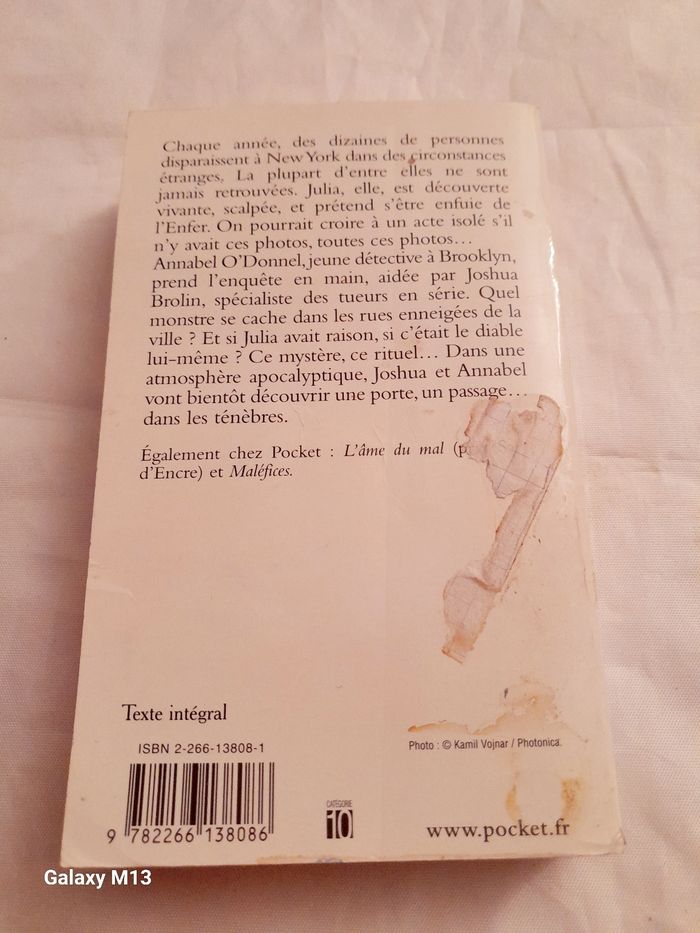 Chaque année, des dizaines de personnes
disparaissent à New York dans des circonstances
étranges. La plupart d'entre elles ne sont
jamais retrouvées. Julia, elle, est découverte
vivante, scalpée, et prétend s'être enfuie de
l'Enfer. On pourrait croire à un acte isolé s'il
n'y avait ces photos, toutes ces photos…
Annabel O'Donnel, jeune détective à Brooklyn,
prend l'enquête en main, aidée par Joshua
Brolin, spécialiste des tueurs en série. Quel
monstre se cache dans les rues enneigées de la
ville ? Et si Julia avait raison, si c'était le diable
lui-même ? Ce mystère, ce rituel… Dans une
atmosphère apocalyptique, Joshua et Annabel
vont bientôt découvrir une porte, un passage…
dans les ténèbres.
Également chez Pocket : L'âme du mal
d'Encre) et Maléfices.
Texte intégral
ISBN 2-266-13808-1
Photo : © Kamil Vojnar / Photonica.
9 782266 138086
CATÉGORIE
10
www.pocket.fr
Galaxy M13